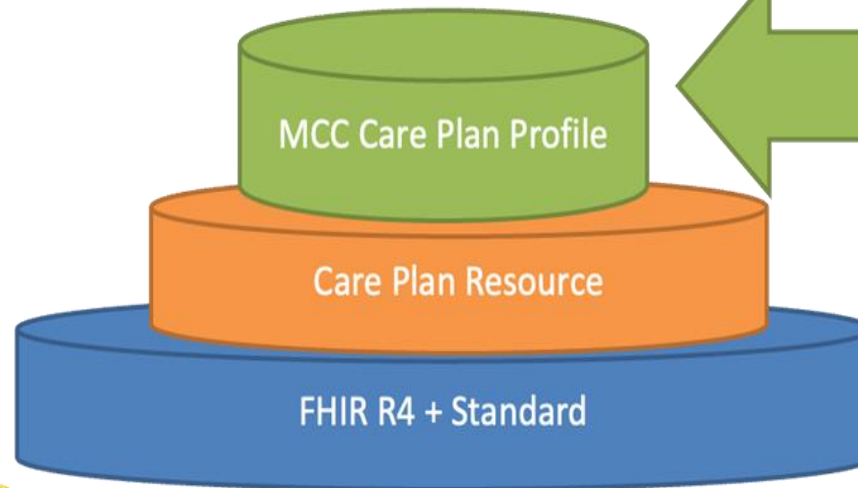 MCC Care Plan Profile
Care Plan Resource
FHIR R4 + Standard